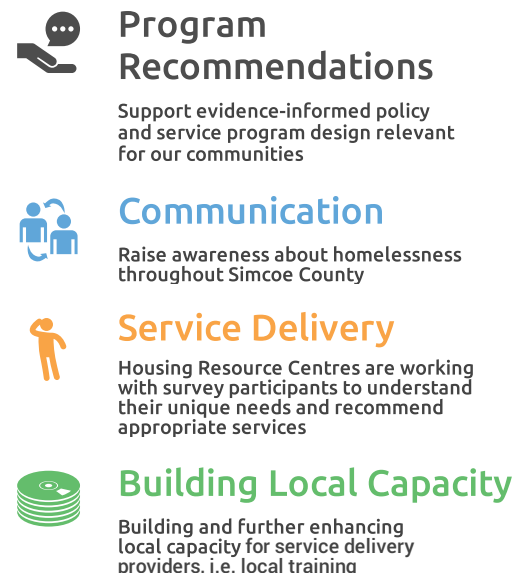 Program
Recommendations
Support evidence-informed policy
and service program design relevant
for our communities
Communication
Raise awareness about homelessness
throughout Simcoe County
Service Delivery
Housing Resource Centres are working
with survey participants to understand
their unique needs and recommend
appropriate services
Building Local Capacity
Building and further enhancing
local capacity for service delivery
providers, i.e. local training